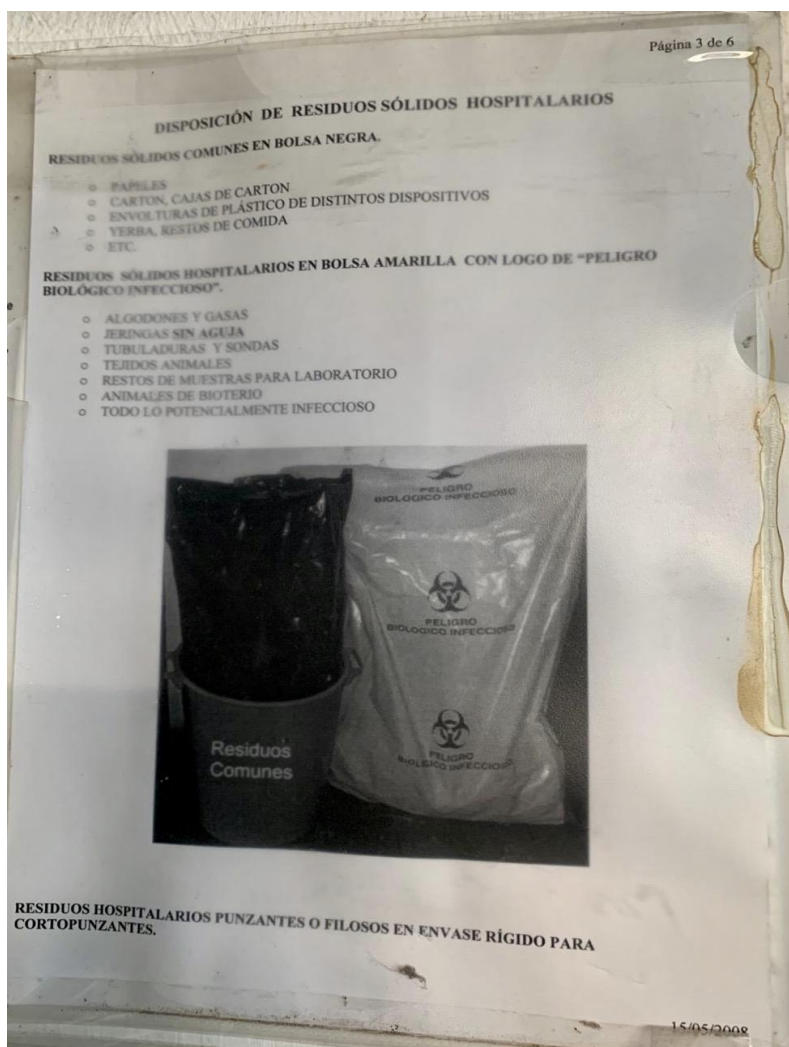 Página 3 de 6
DISPOSICIÓN DE RESIDUOS SÓLIDOS HOSPITALARIOS
RESIDUOS SÓLIDOS COMUNES EN BOLSA NEGRA.
o PAPELES
o CARTON, CAJAS DE CARTON
o ENVOLTURAS DE PLÁSTICO DE DISTINTOS DISPOSITIVOS
o YERBA, RESTOS DE COMIDA
o ETC.
RESIDUOS SÓLIDOS HOSPITALARIOS EN BOLSA AMARILLA CON LOGO DE “PELIGRO
BIOLÓGICO INFECCIOSO”.
o ALGODONES Y GASAS
o JERINGAS SIN AGUJA
o TUBULADURAS Y SONDAS
o TEJIDOS ANIMALES
o RESTOS DE MUESTRAS PARA LABORATORIO
o ANIMALES DE BIOTERIO
o TODO LO POTENCIALMENTE INFECCIOSO
PELIGRO
BIOLOGICO INFECCIOSO
PELIGRO
BIOLOGICO INFECCIOSO
PELIGRO
BIOLOGICO INFECCIOSO
Residuos
Comunes
RESIDUOS HOSPITALARIOS PUNZANTES O FILOSOS EN ENVASE RÍGIDO PARA
CORTOPUNZANTES.
15/05/2008